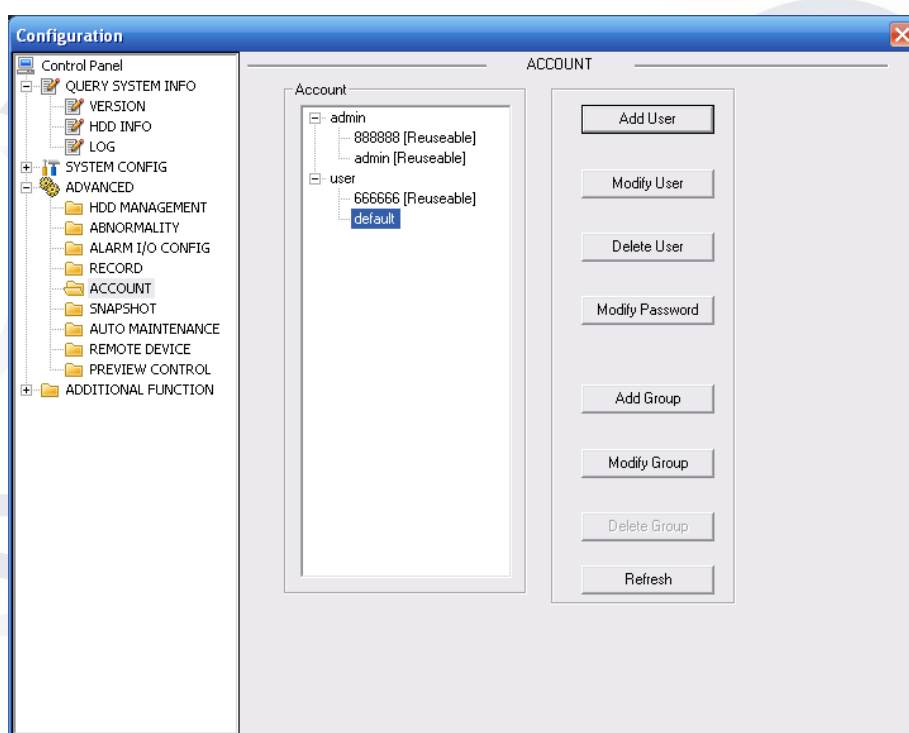 Configuration
Control Panel
QUERY SYSTEM INFO
VERSION
HDD INFO
LOG
SYSTEM CONFIG
ADVANCED
HDD MANAGEMENT
ABNORMALITY
ALARM I/O CONFIG
RECORD
ACCOUNT
SNAPSHOT
AUTO MAINTENANCE
REMOTE DEVICE
PREVIEW CONTROL
ADDITIONAL FUNCTION
ACCOUNT
Account
admin
888888 [Reuseable]
admin [Reuseable]
user
666666 [Reuseable]
default
Add User
Modify User
Delete User
Modify Password
Add Group
Modify Group
Delete Group
Refresh